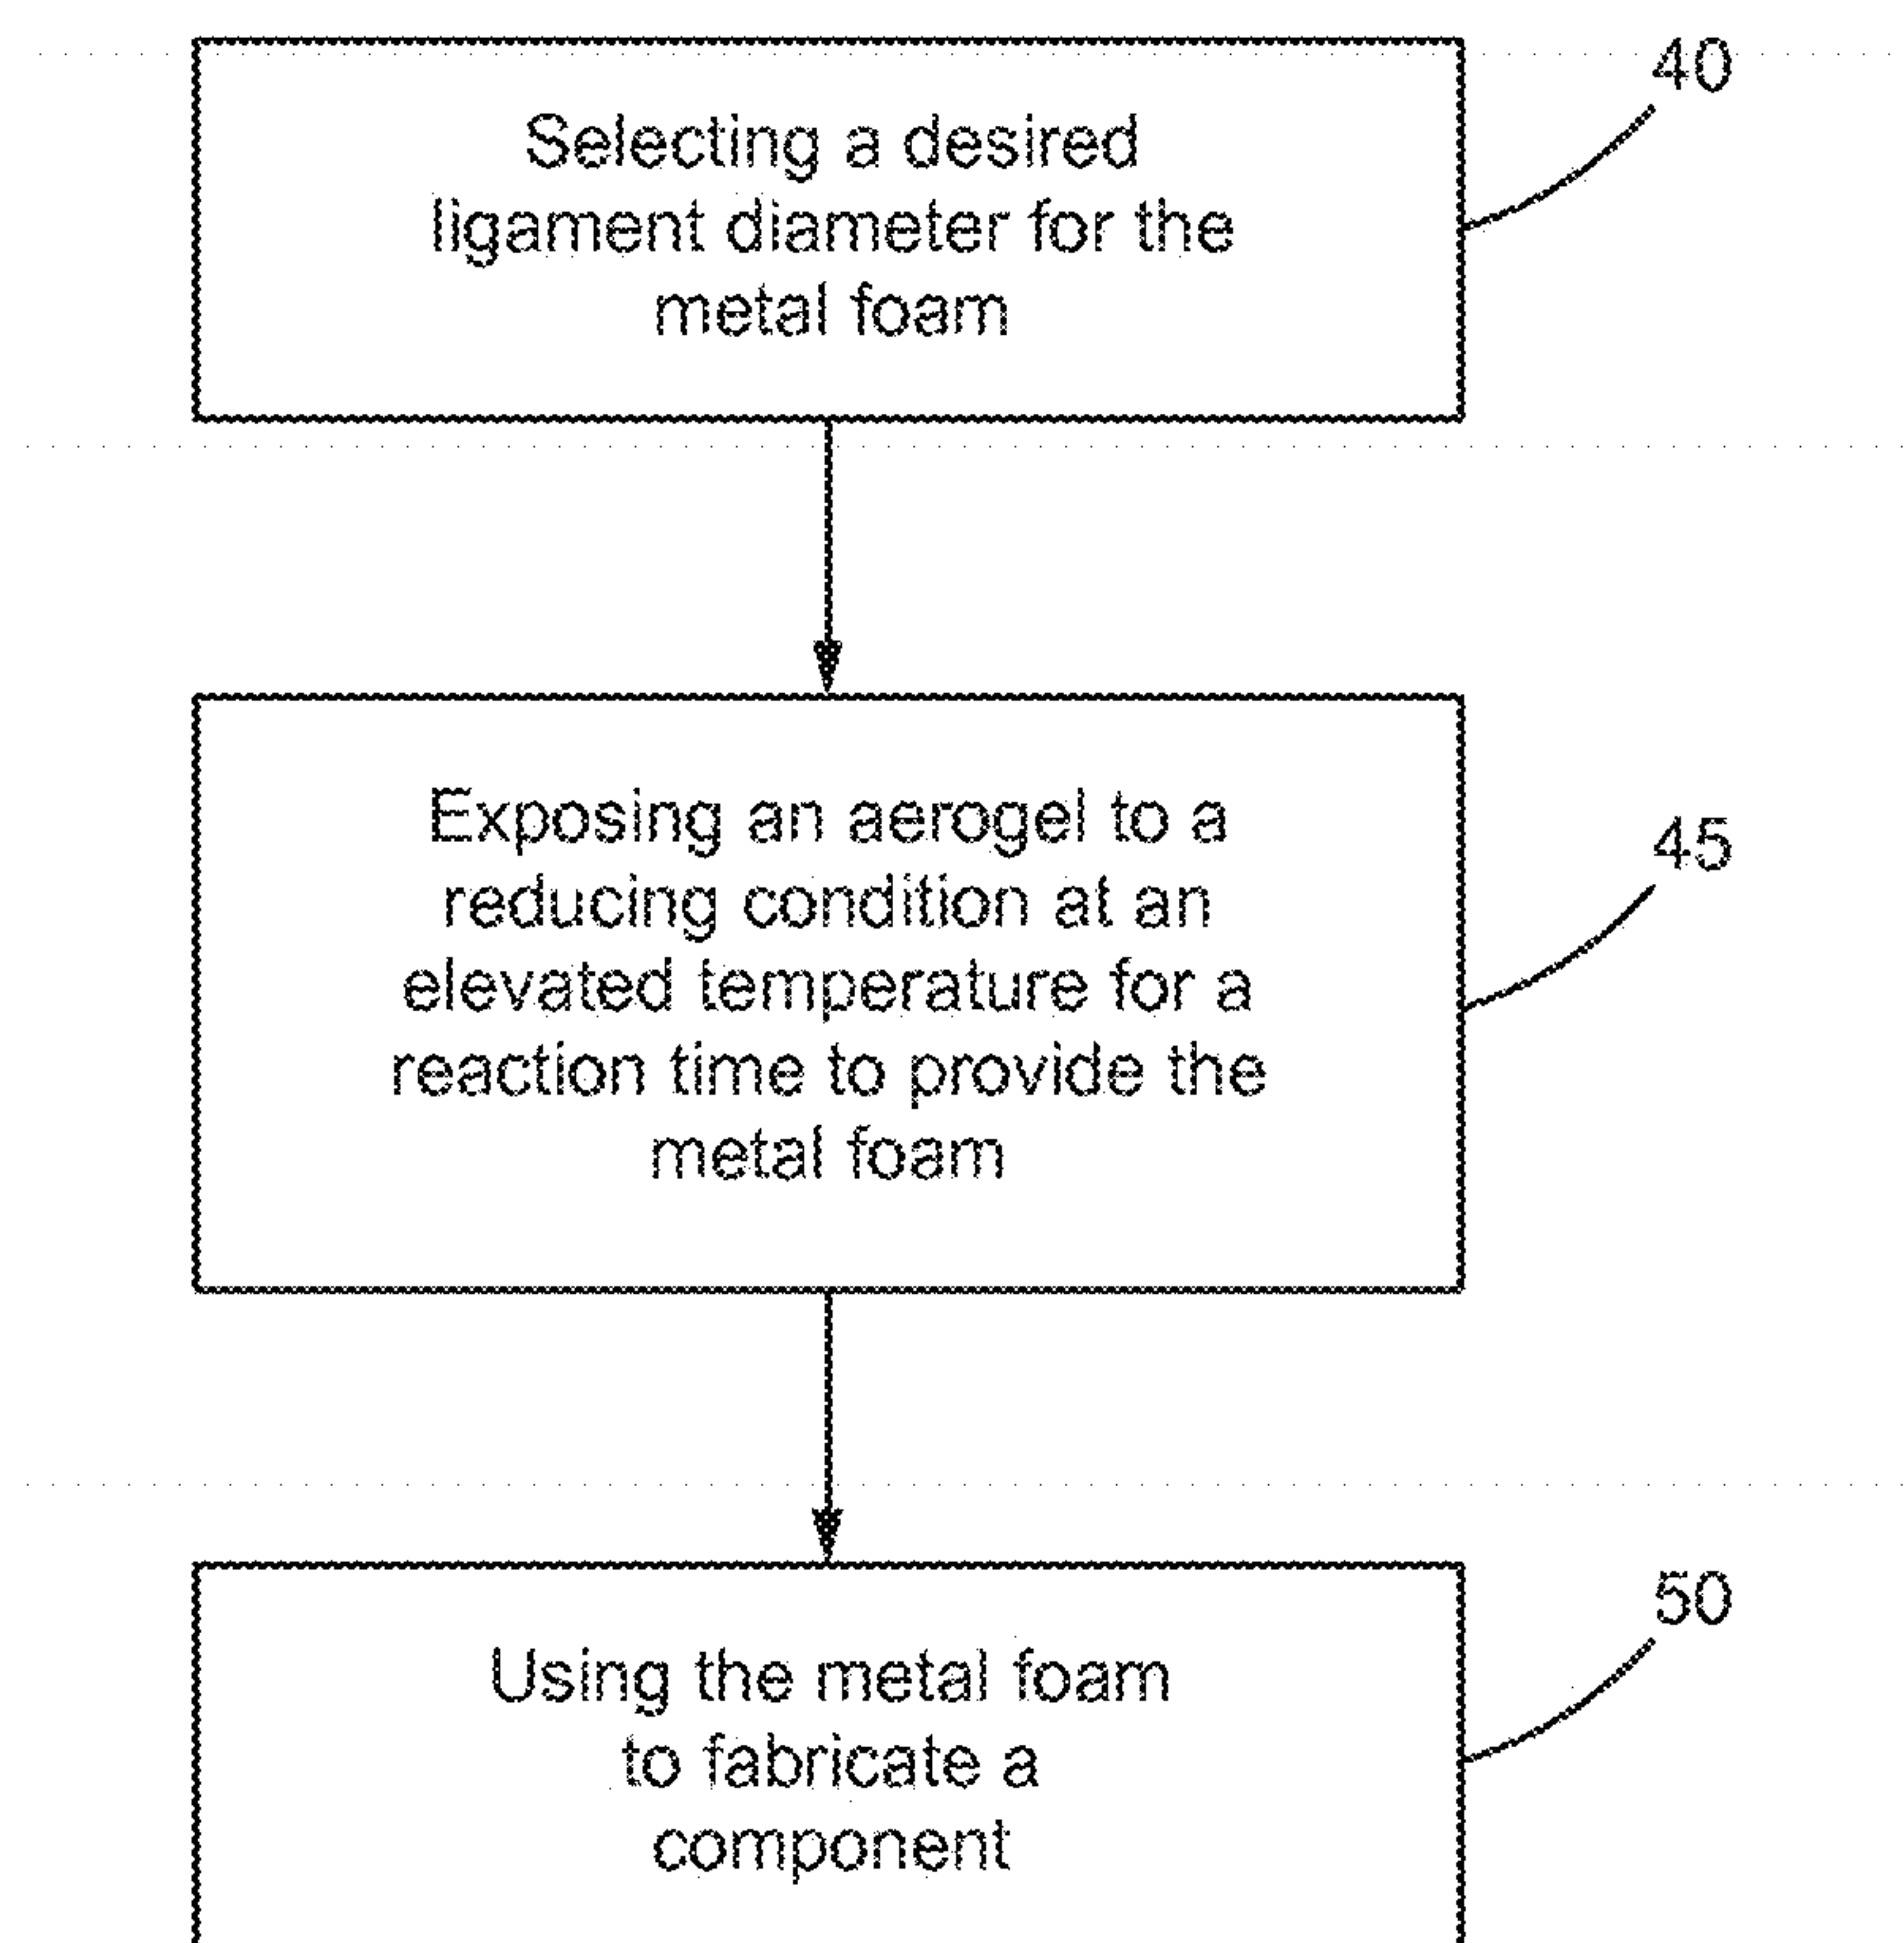 40
Selecting a desired
ligament diameter for the
metal foam
45
Exposing an aerogel to a
reducing condition at an
elevated temperature for a
reaction time to provide the
metal foam
50
Using the metal foam
to fabricate a
component